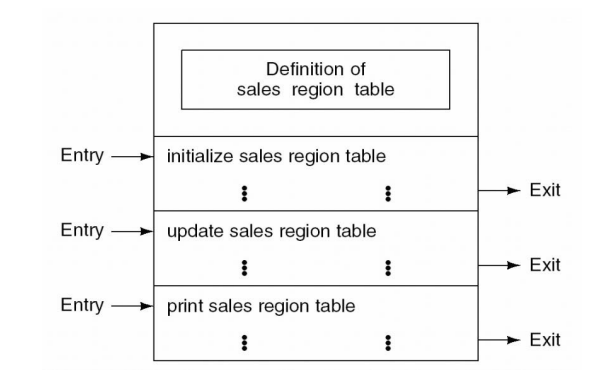 Definition of
sales region table
Entry
initialize sales region table
Exit
Entry
update sales region table
Exit
Entry
print sales region table
Exit